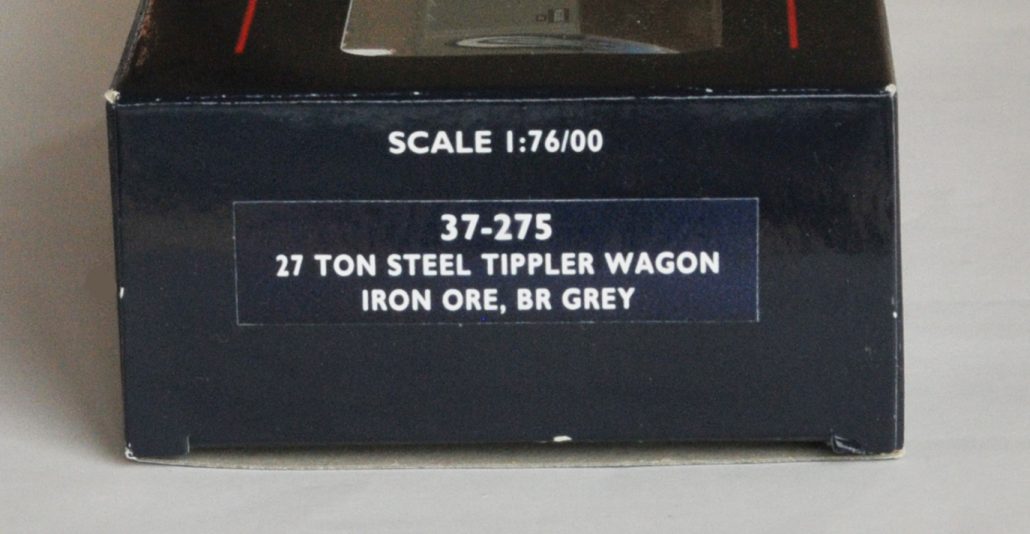 SCALE 1:76/00
37-275
27 TON STEEL TIPPLER WAGON
IRON ORE, BR GREY